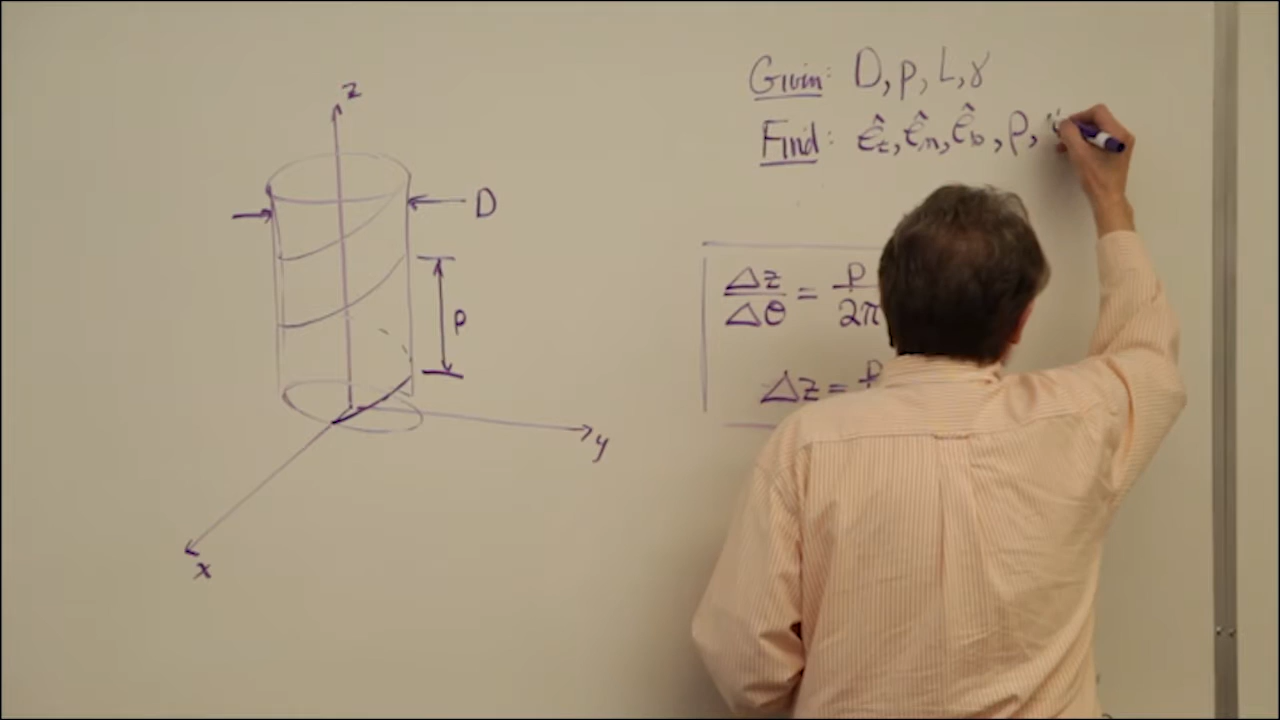 z
D
p
y
x
Given: D, p, L, γ
Find: ê_t, ê_n, ê_b, ρ,
Δz/Δθ = p/2π
Δz =